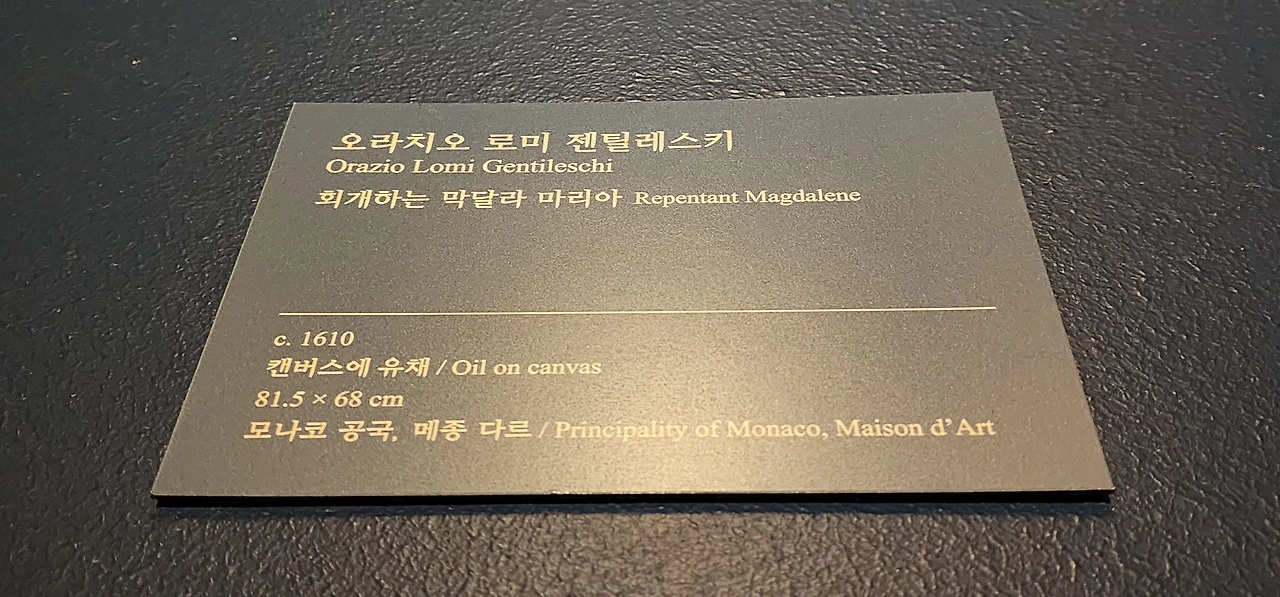 오라치오 로미 젠틸레스키
Orazio Lomi Gentileschi
회개하는 막달라 마리아 Repentant Magdalene
c. 1610
캔버스에 유채 / Oil on canvas
81.5 × 68 cm
모나코 공국, 메종 다르 / Principality of Monaco, Maison d’Art